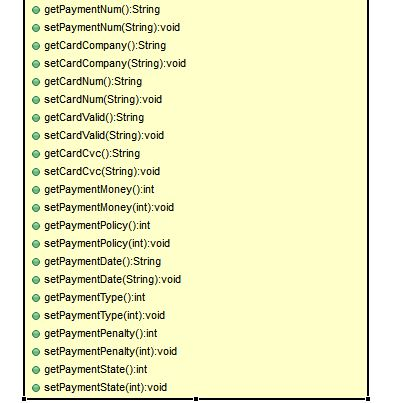 getPaymentNum():String
setPaymentNum(String):void
getCardCompany():String
setCardCompany(String):void
getCardNum():String
setCardNum(String):void
getCardValid():String
setCardValid(String):void
getCardCvc():String
setCardCvc(String):void
getPaymentMoney():int
setPaymentMoney(int):void
getPaymentPolicy():int
setPaymentPolicy(int):void
getPaymentDate():String
setPaymentDate(String):void
getPaymentType():int
setPaymentType(int):void
getPaymentPenalty():int
setPaymentPenalty(int):void
getPaymentState():int
setPaymentState(int):void